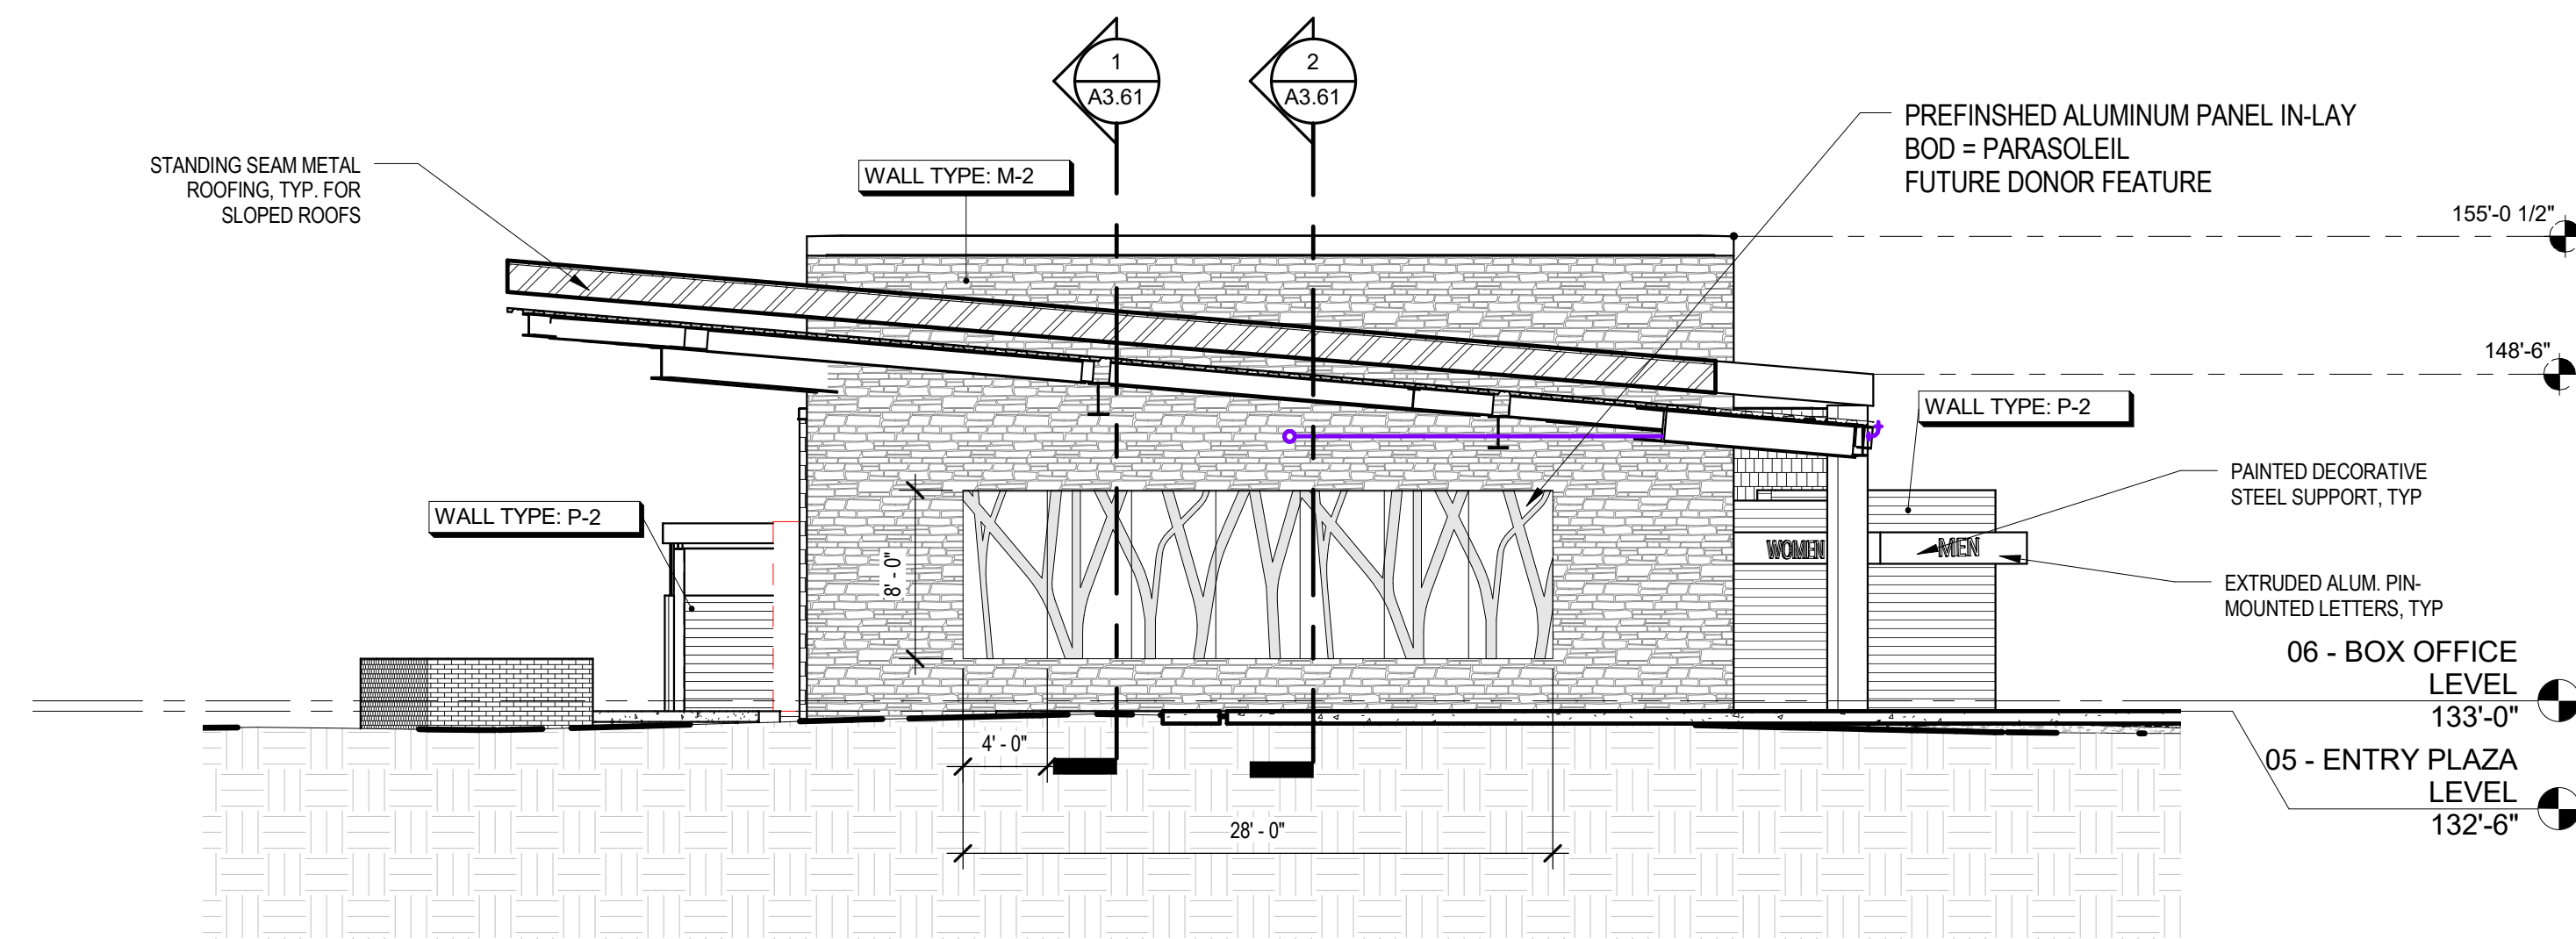 1
A3.61
2
A3.61
STANDING SEAM METAL
ROOFING, TYP. FOR
SLOPED ROOFS
WALL TYPE: M-2
PREFINSHED ALUMINUM PANEL IN-LAY
BOD = PARASOLEIL
FUTURE DONOR FEATURE
155'-0 1/2"
148'-6"
WALL TYPE: P-2
PAINTED DECORATIVE
STEEL SUPPORT, TYP
WALL TYPE: P-2
WOMEN
MEN
8' - 0"
EXTRUDED ALUM. PIN-
MOUNTED LETTERS, TYP
06 - BOX OFFICE
LEVEL
133'-0"
4' - 0"
05 - ENTRY PLAZA
LEVEL
132'-6"
28' - 0"